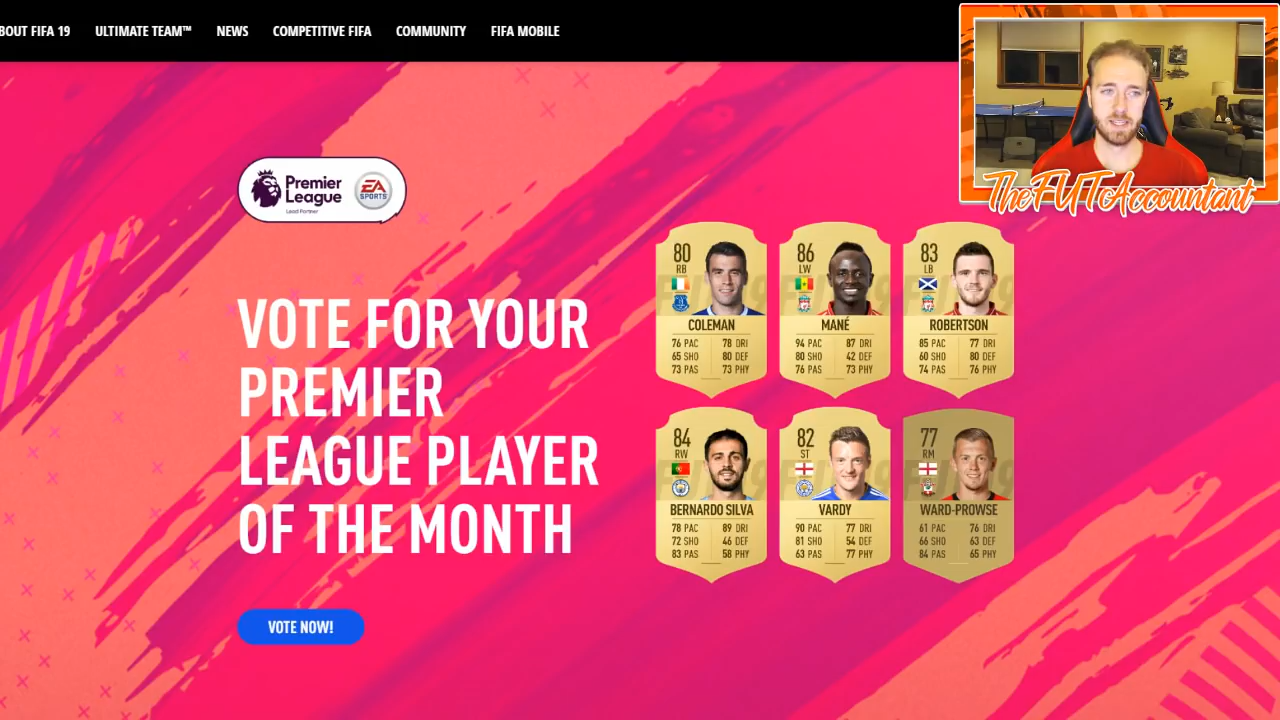 BOUT FIFA 19 ULTIMATE TEAM™ NEWS COMPETITIVE FIFA COMMUNITY FIFA MOBILE
TheFUTAccountant
Premier
League
Lead Partner
EA
SPORTS
VOTE FOR YOUR
PREMIER
LEAGUE PLAYER
OF THE MONTH
VOTE NOW!
80
RB
COLEMAN
76 PAC 78 DRI
65 SHO 80 DEF
73 PAS 73 PHY
86
LW
MANÉ
94 PAC 87 DRI
80 SHO 42 DEF
76 PAS 73 PHY
83
LB
ROBERTSON
85 PAC 77 DRI
60 SHO 80 DEF
74 PAS 76 PHY
84
RW
BERNARDO SILVA
78 PAC 89 DRI
72 SHO 46 DEF
83 PAS 58 PHY
82
ST
VARDY
90 PAC 77 DRI
81 SHO 54 DEF
63 PAS 77 PHY
77
RM
WARD-PROWSE
61 PAC 76 DRI
66 SHO 63 DEF
84 PAS 65 PHY